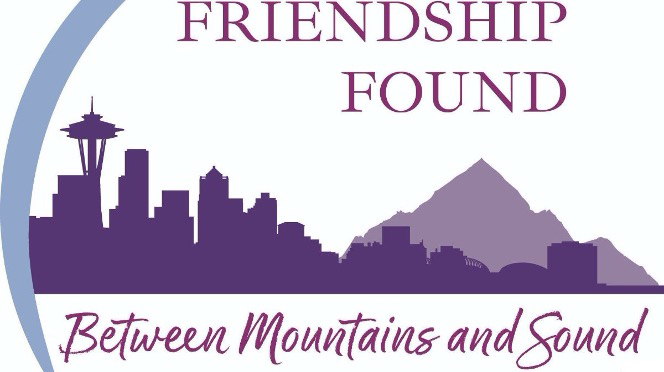 FRIENDSHIP
FOUND
Between Mountains and Sound